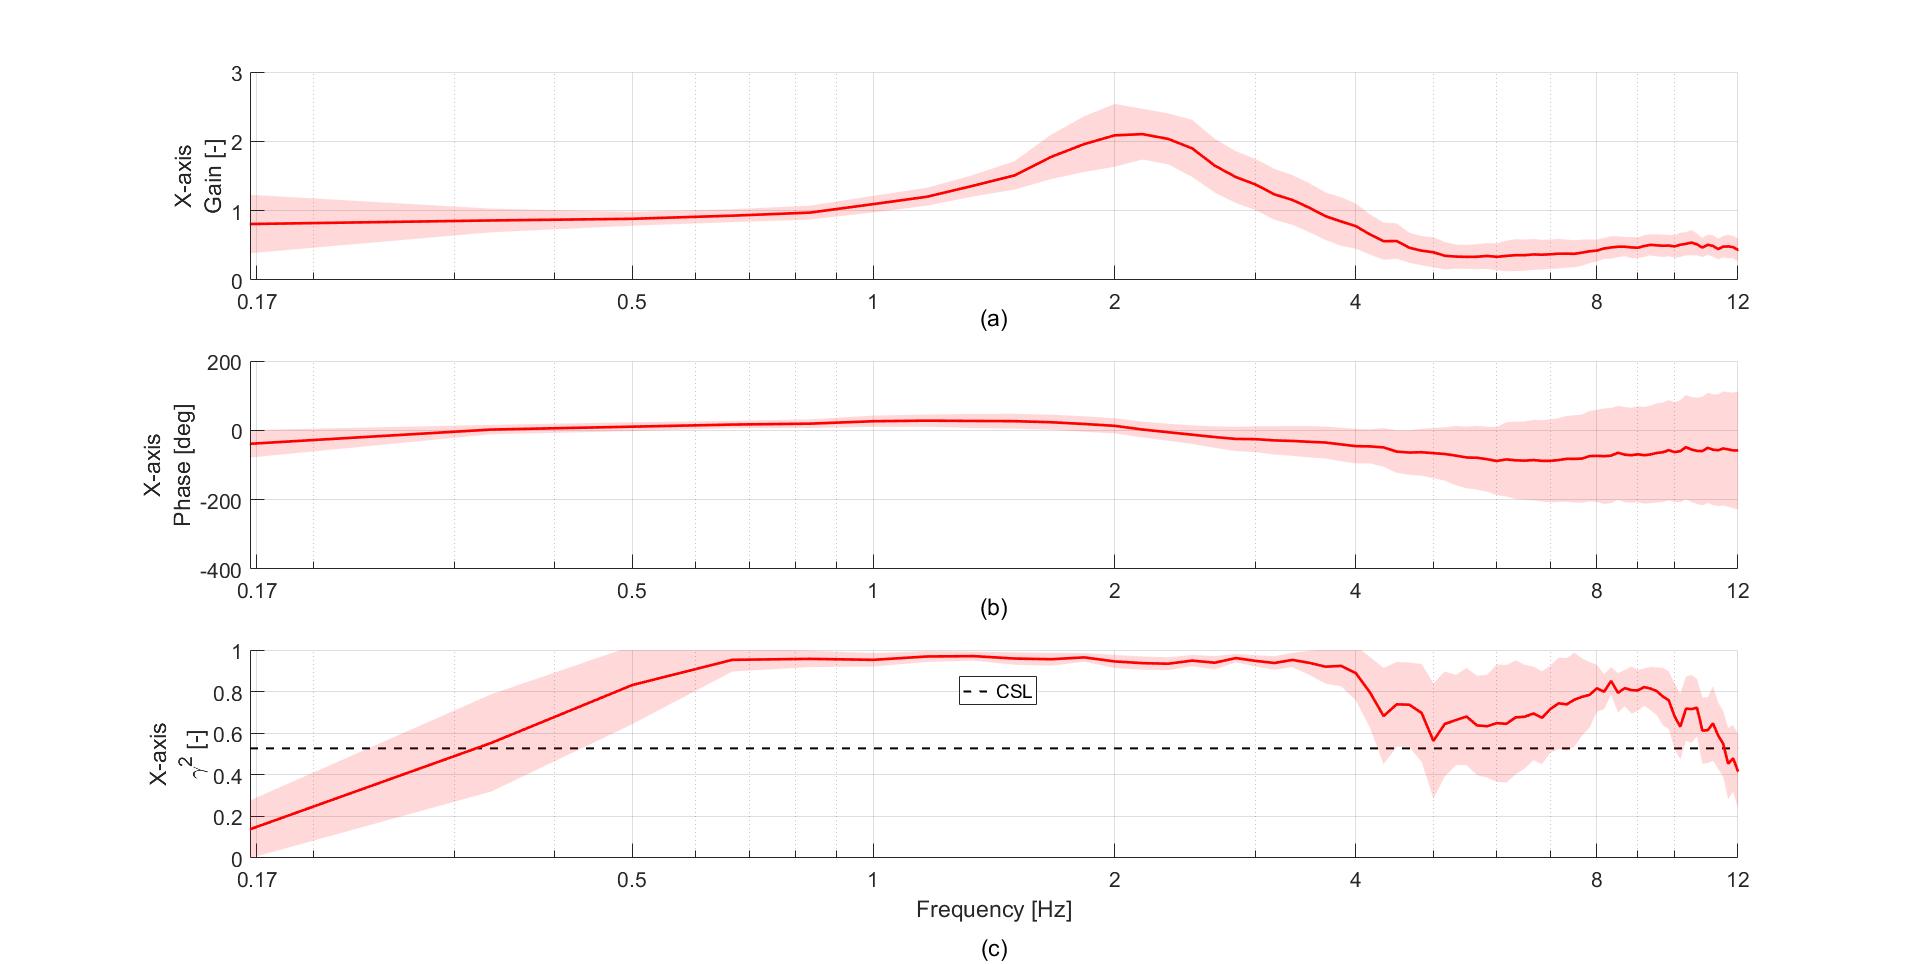 X-axis
Gain [-]
3
2
1
0
0.17 0.5 1 2 4 8 12
(a)
X-axis
Phase [deg]
200
0
-200
-400
0.17 0.5 1 2 4 8 12
(b)
X-axis
γ² [-]
1
0.8
0.6
0.4
0.2
0
CSL
0.17 0.5 1 2 4 8 12
Frequency [Hz]
(c)